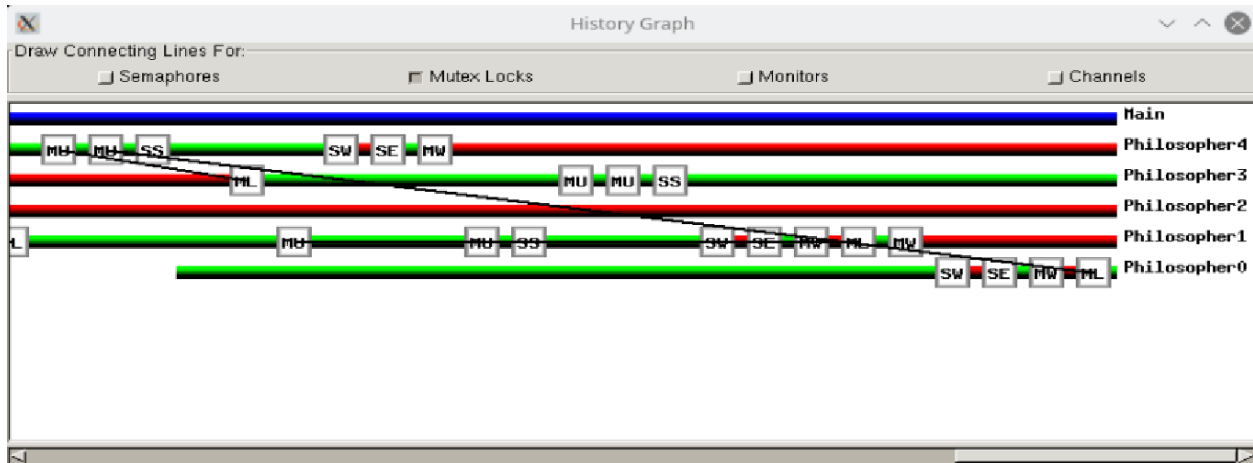 History Graph
Draw Connecting Lines For:
Semaphores Mutex Locks Monitors Channels
Main
MU MU SS SW SE MW Philosopher4
ML MU MU SS Philosopher3
Philosopher2
L MU MU SS SW SE MW ML MW Philosopher1
SW SE MW ML Philosopher0